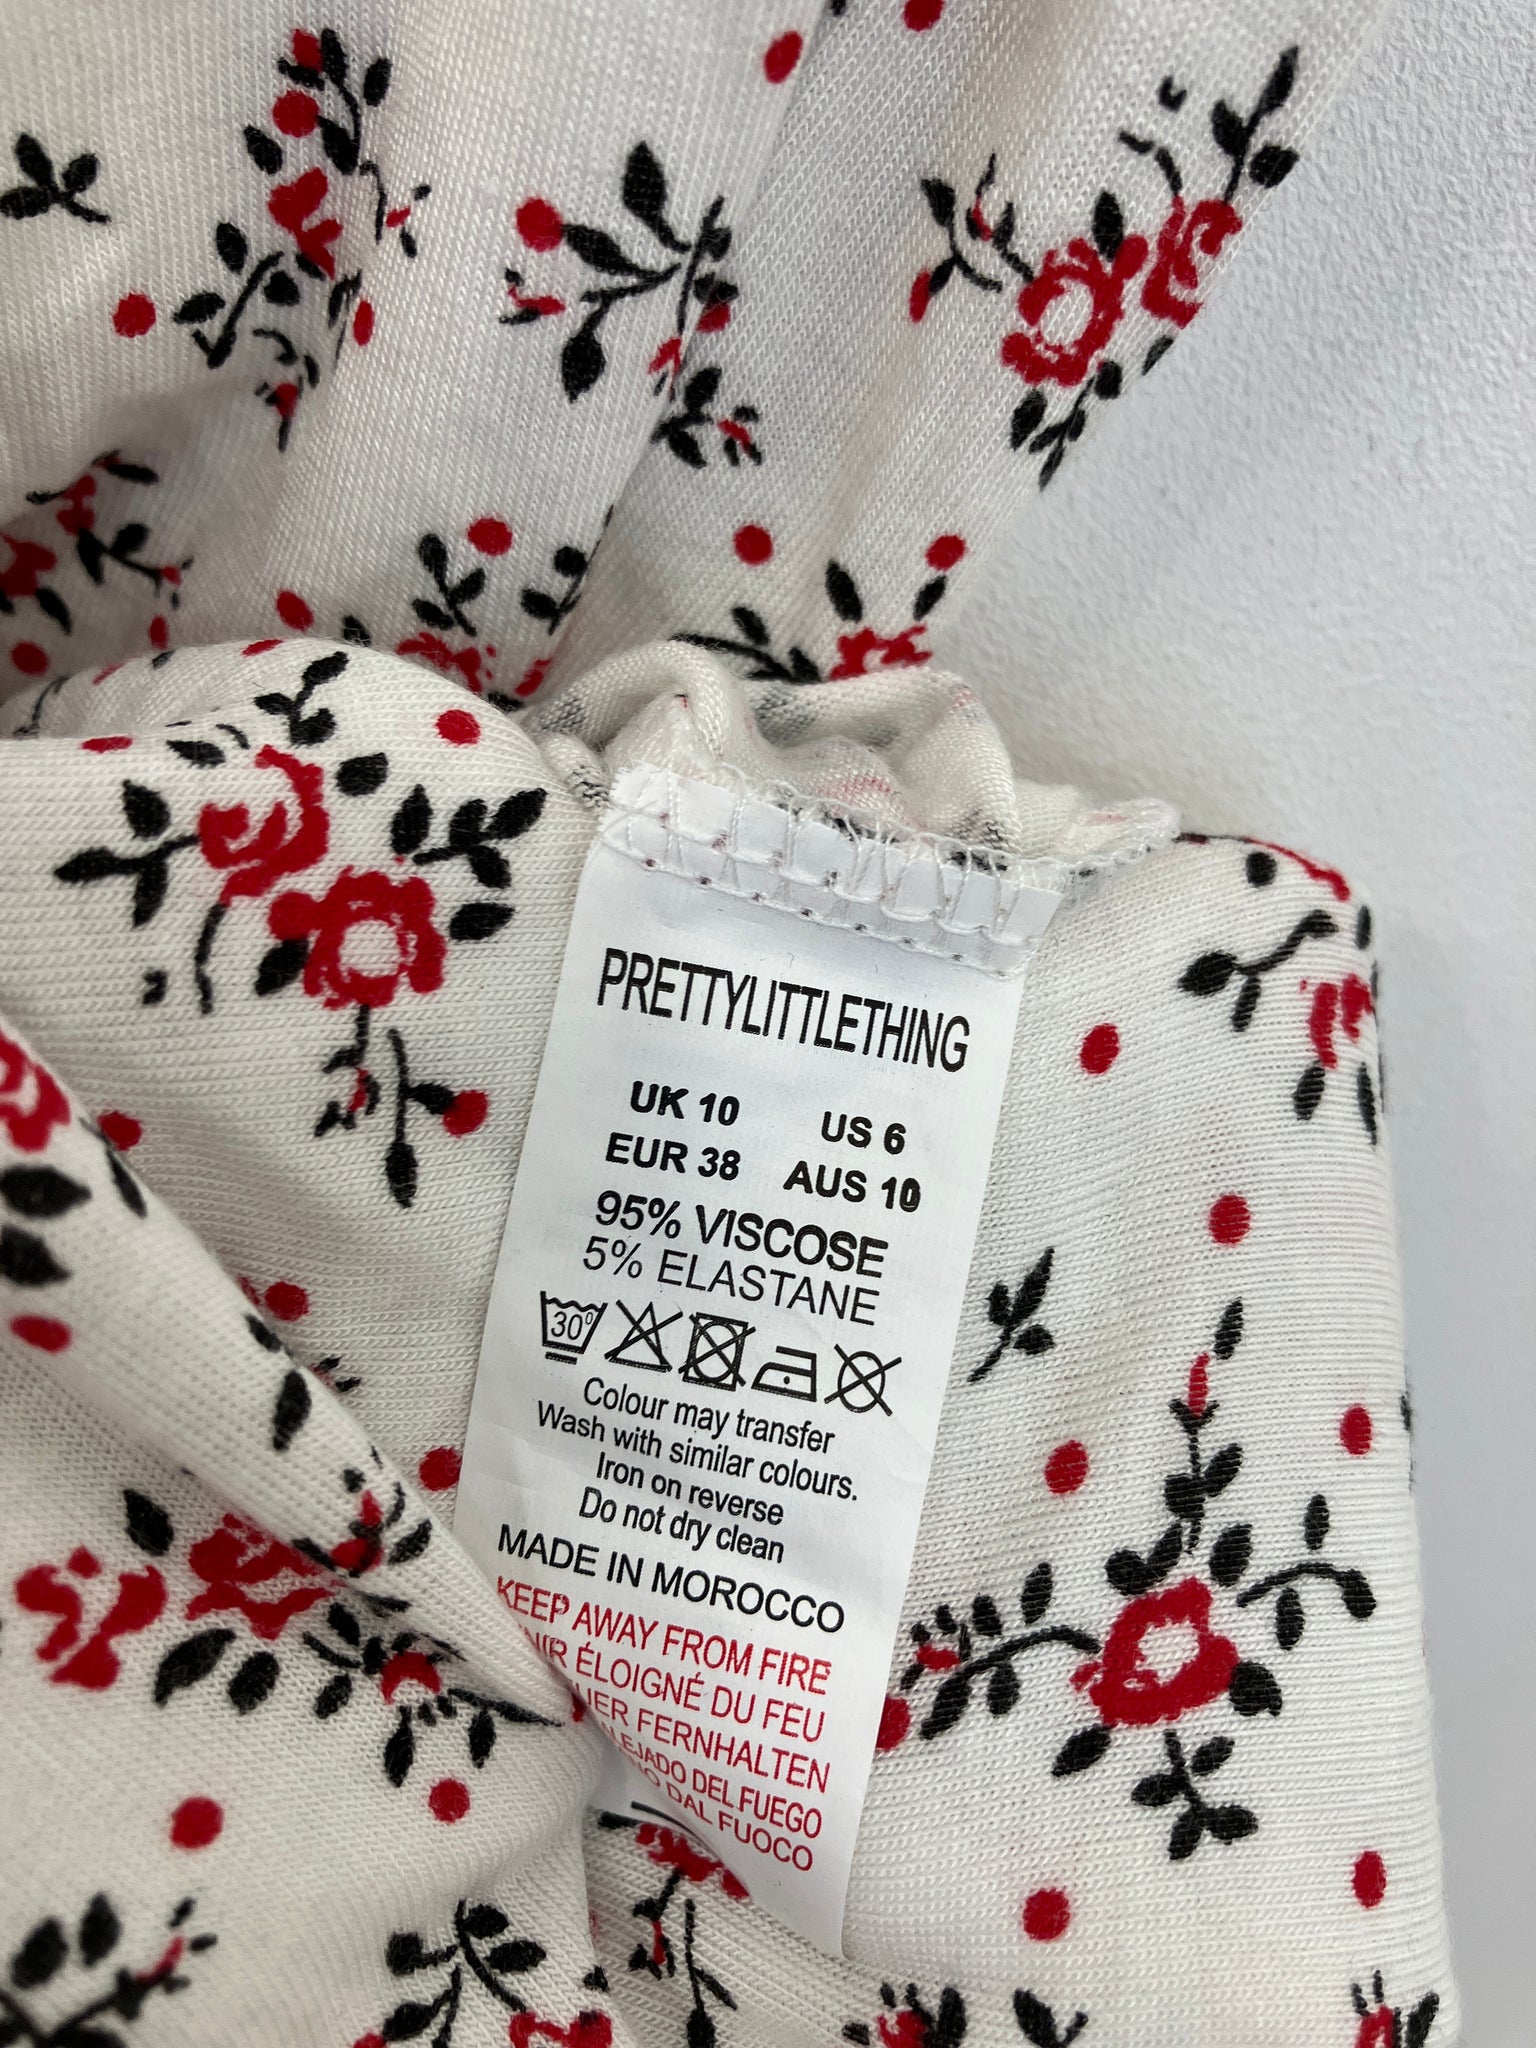 PRETTYLITTLETHING
UK 10 US 6
EUR 38 AUS 10
95% VISCOSE
5% ELASTANE
30°
Colour may transfer
Wash with similar colours.
Iron on reverse
Do not dry clean
MADE IN MOROCCO
KEEP AWAY FROM FIRE
ÉLOIGNÉ DU FEU
FERNHALTEN
DEL FUEGO
DAL FUOCO